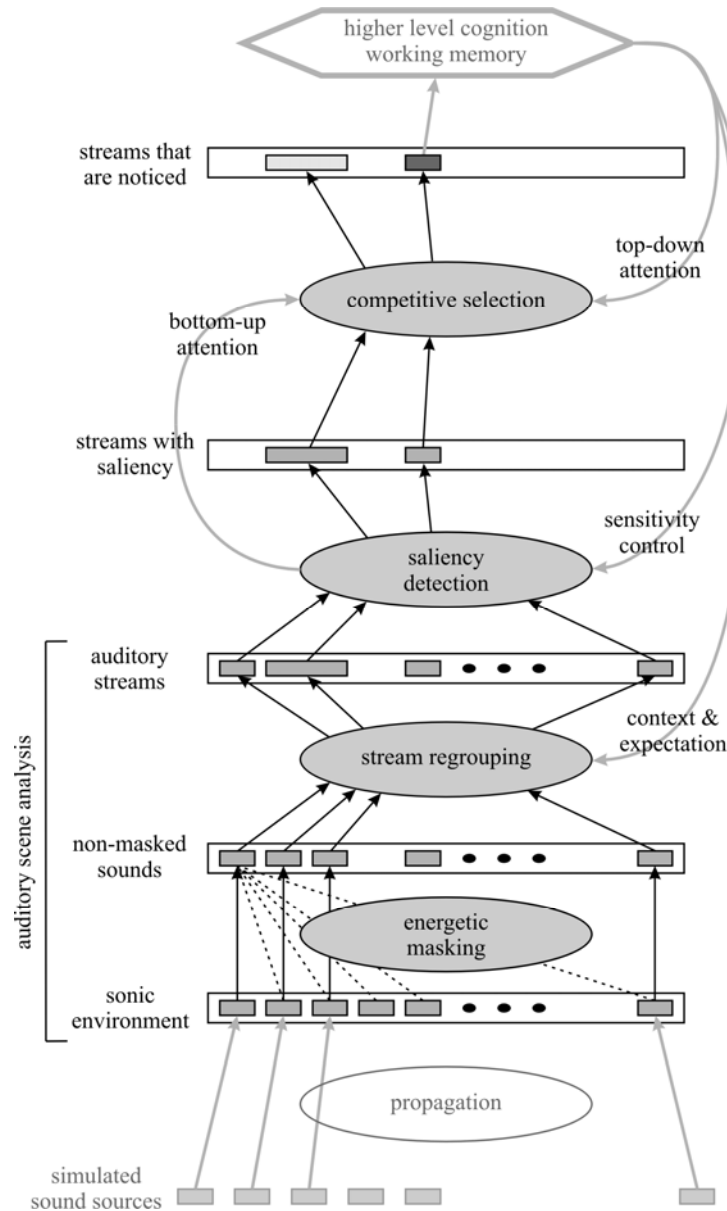 higher level cognition
working memory
streams that
are noticed
top-down
attention
competitive selection
bottom-up
attention
streams with
saliency
sensitivity
control
saliency
detection
auditory
streams
context &
expectation
stream regrouping
auditory scene analysis
non-masked
sounds
energetic
masking
sonic
environment
propagation
simulated
sound sources